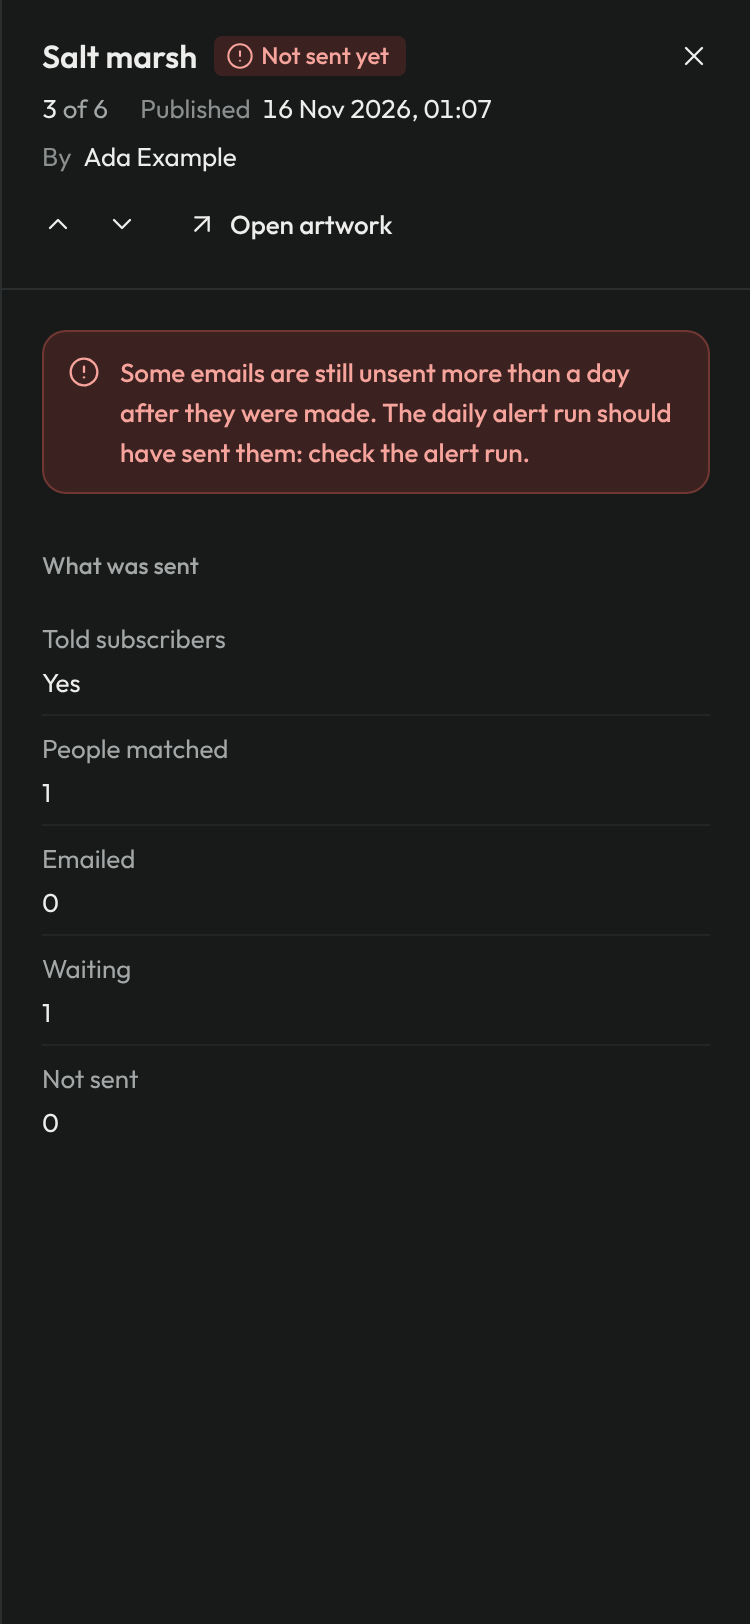 Salt marsh
Not sent yet
3 of 6 Published 16 Nov 2026, 01:07
By Ada Example
Open artwork
Some emails are still unsent more than a day
after they were made. The daily alert run should
have sent them: check the alert run.
What was sent
Told subscribers
Yes
People matched
1
Emailed
0
Waiting
1
Not sent
0